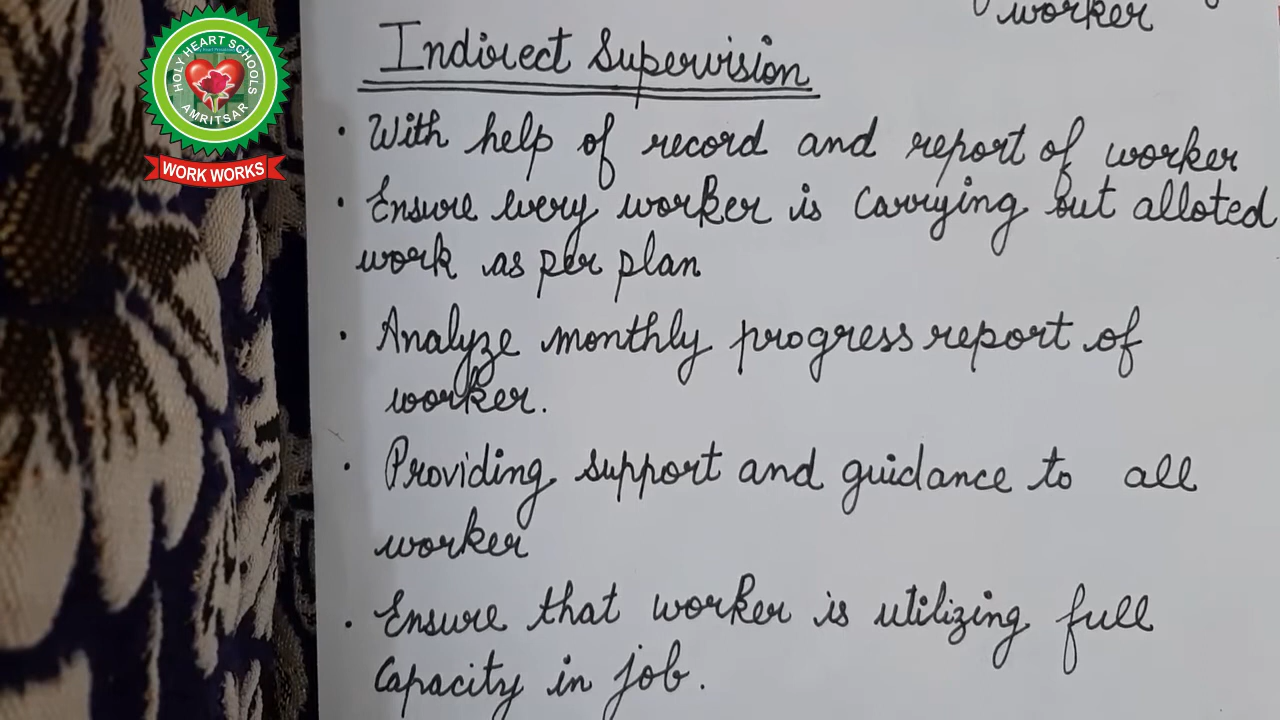 worker
Indirect Supervision
• With help of record and report of worker
• Ensure every worker is carrying out alloted
work as per plan
• Analyze monthly progress report of
worker.
• Providing support and guidance to all
worker
• Ensure that worker is utilizing full
capacity in job.
HOLY HEART SCHOOLS
AMRITSAR
WORK WORKS